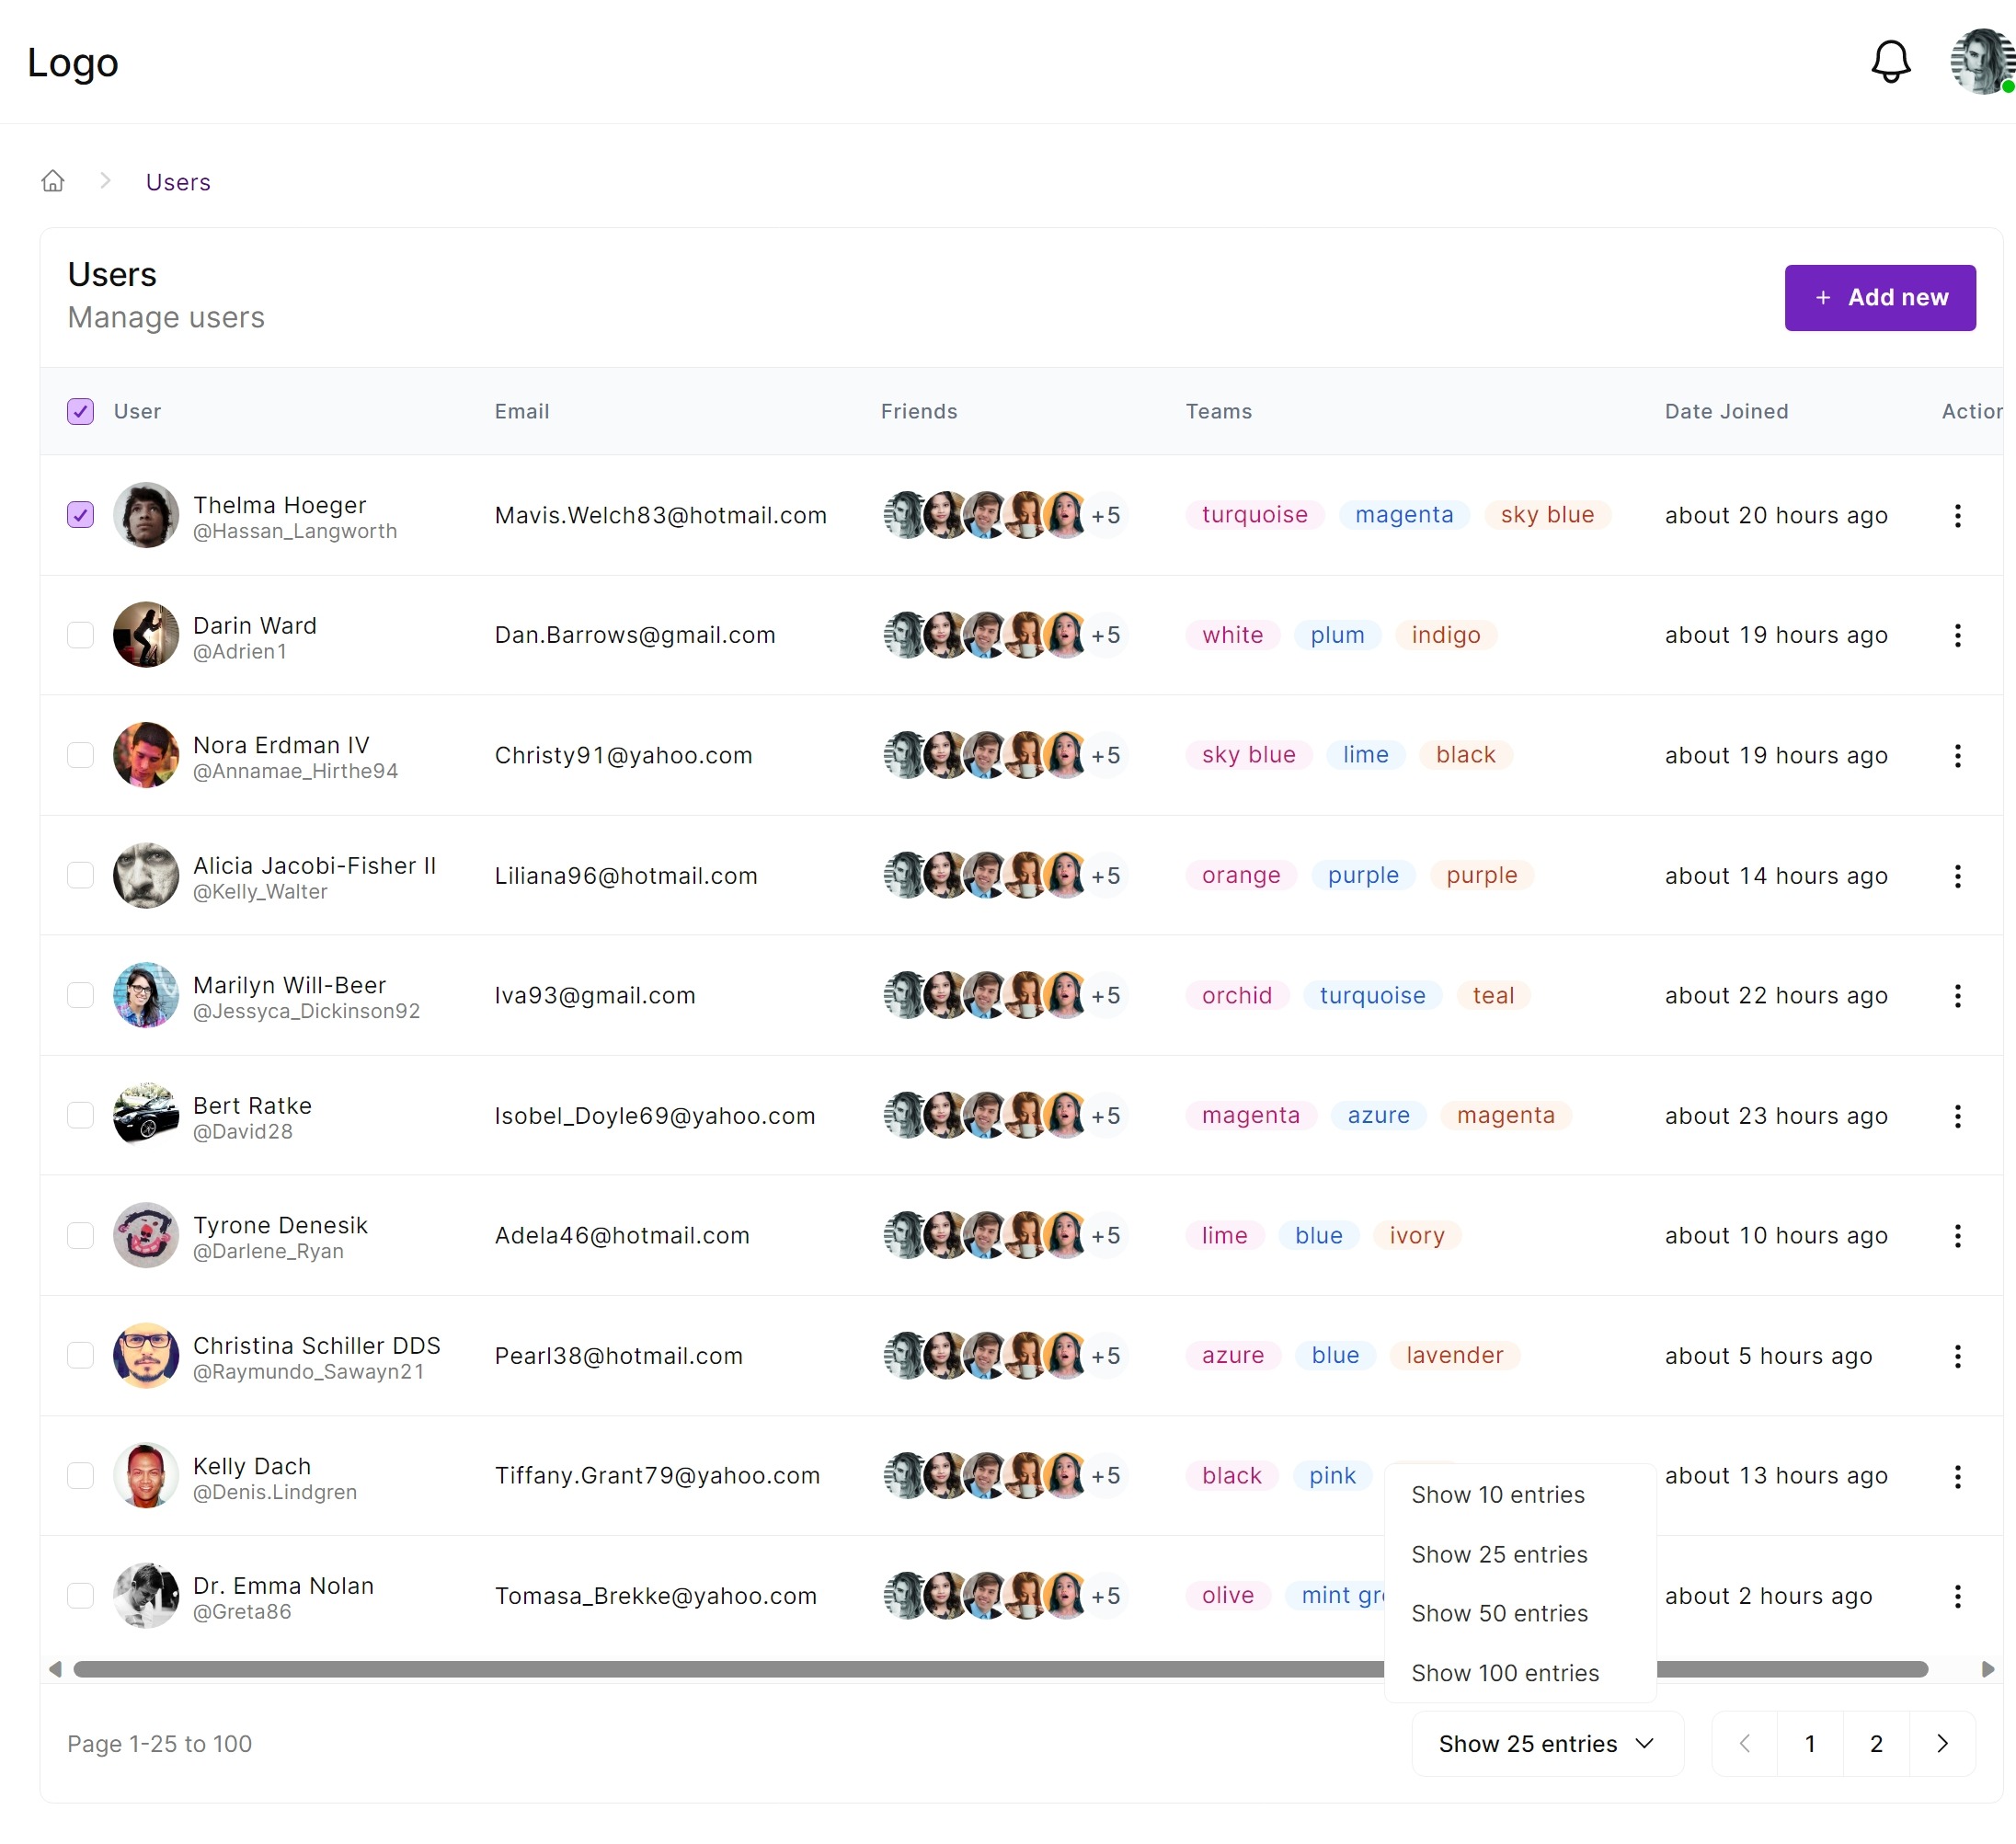 Logo
Users
Users
Manage users
+ Add new
User Email Friends Teams Date Joined Action
Thelma Hoeger
@Hassan_Langworth
Mavis.Welch83@hotmail.com +5 turquoise magenta sky blue about 20 hours ago
Darin Ward
@Adrien1
Dan.Barrows@gmail.com +5 white plum indigo about 19 hours ago
Nora Erdman IV
@Annamae_Hirthe94
Christy91@yahoo.com +5 sky blue lime black about 19 hours ago
Alicia Jacobi-Fisher II
@Kelly_Walter
Liliana96@hotmail.com +5 orange purple purple about 14 hours ago
Marilyn Will-Beer
@Jessyca_Dickinson92
Iva93@gmail.com +5 orchid turquoise teal about 22 hours ago
Bert Ratke
@David28
Isobel_Doyle69@yahoo.com +5 magenta azure magenta about 23 hours ago
Tyrone Denesik
@Darlene_Ryan
Adela46@hotmail.com +5 lime blue ivory about 10 hours ago
Christina Schiller DDS
@Raymundo_Sawayn21
Pearl38@hotmail.com +5 azure blue lavender about 5 hours ago
Kelly Dach
@Denis.Lindgren
Tiffany.Grant79@yahoo.com +5 black pink about 13 hours ago
Dr. Emma Nolan
@Greta86
Tomasa_Brekke@yahoo.com +5 olive mint gr about 2 hours ago
Show 10 entries
Show 25 entries
Show 50 entries
Show 100 entries
Page 1-25 to 100 Show 25 entries 1 2